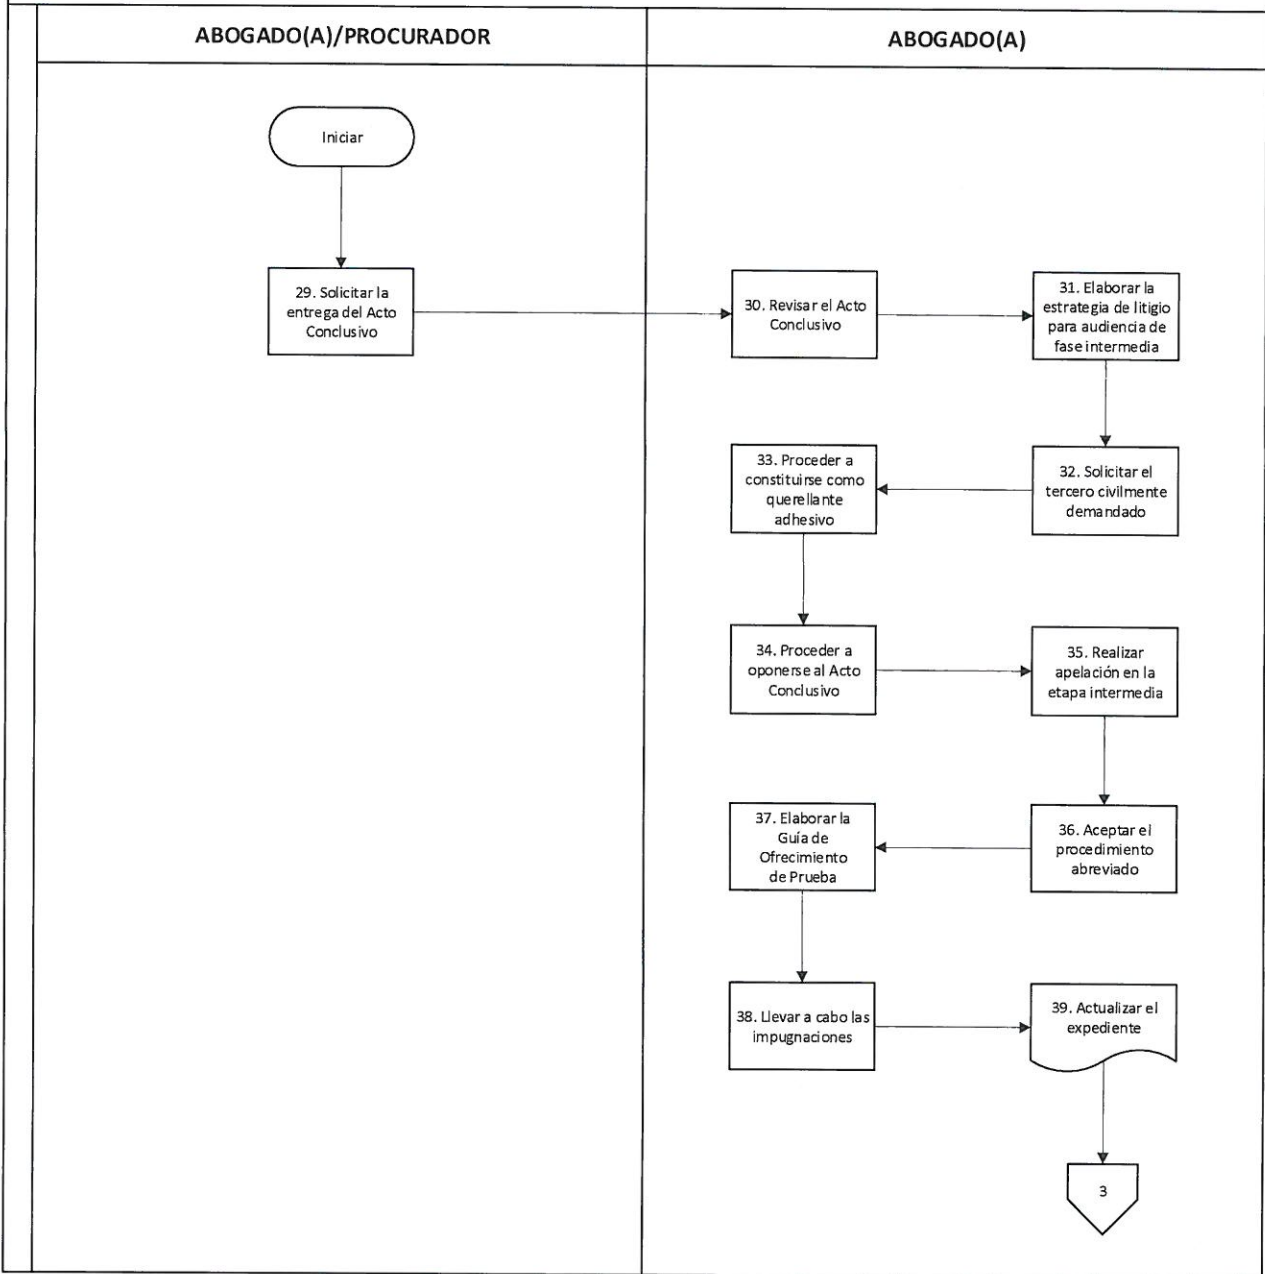 ABOGADO(A)/PROCURADOR
ABOGADO(A)
Iniciar
29. Solicitar la
entrega del Acto
Conclusivo
30. Revisar el Acto
Conclusivo
31. Elaborar la
estrategia de litigio
para audiencia de
fase intermedia
33. Proceder a
constituirse como
querellante
adhesivo
32. Solicitar el
tercero civilmente
demandado
34. Proceder a
oponerse al Acto
Conclusivo
35. Realizar
apelación en la
etapa intermedia
37. Elaborar la
Guía de
Ofrecimiento
de Prueba
36. Aceptar el
procedimiento
abreviado
38. Llevar a cabo las
impugnaciones
39. Actualizar el
expediente
3